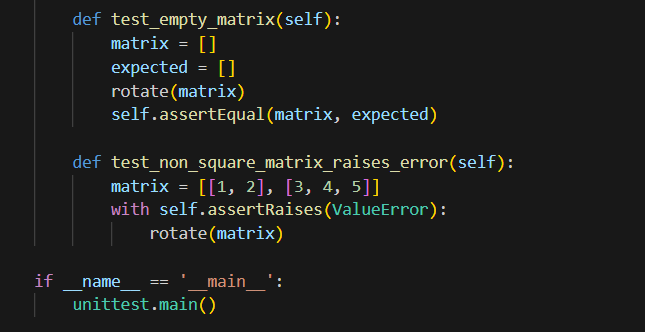 def test_empty_matrix(self):
matrix = []
expected = []
rotate(matrix)
self.assertEqual(matrix, expected)
def test_non_square_matrix_raises_error(self):
matrix = [[1, 2], [3, 4, 5]]
with self.assertRaises(ValueError):
rotate(matrix)
if __name__ == '__main__':
unittest.main()